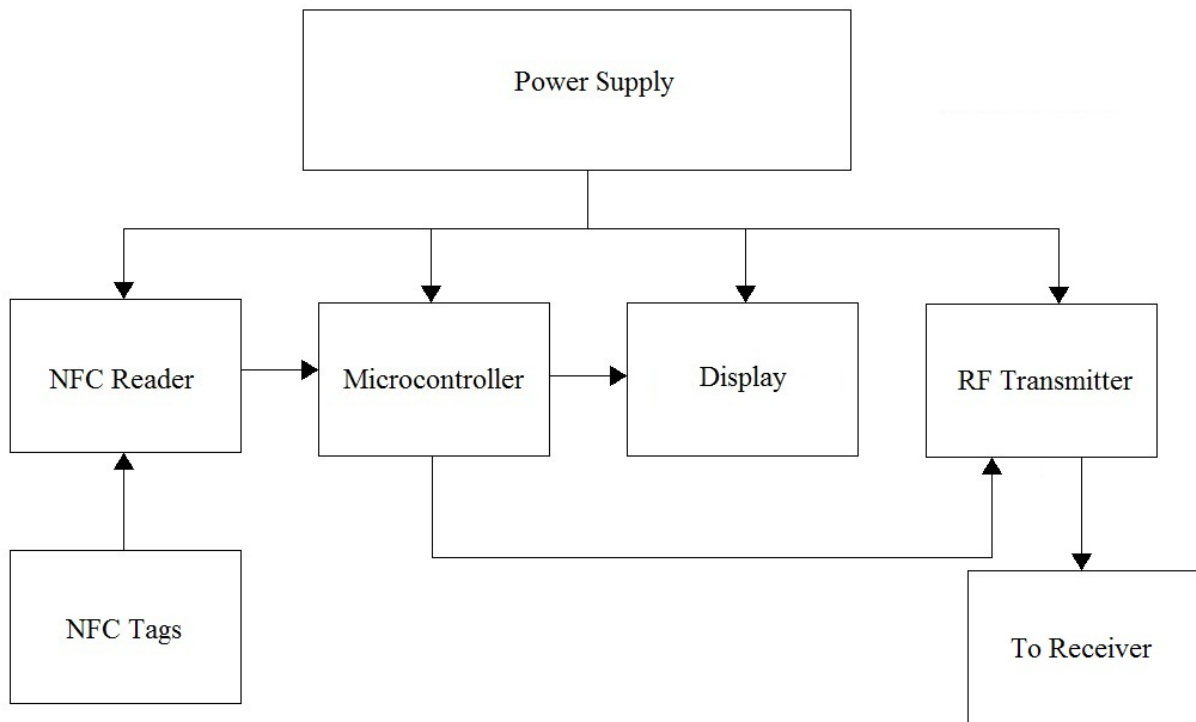 Power Supply
NFC Reader
Microcontroller
Display
RF Transmitter
NFC Tags
To Receiver